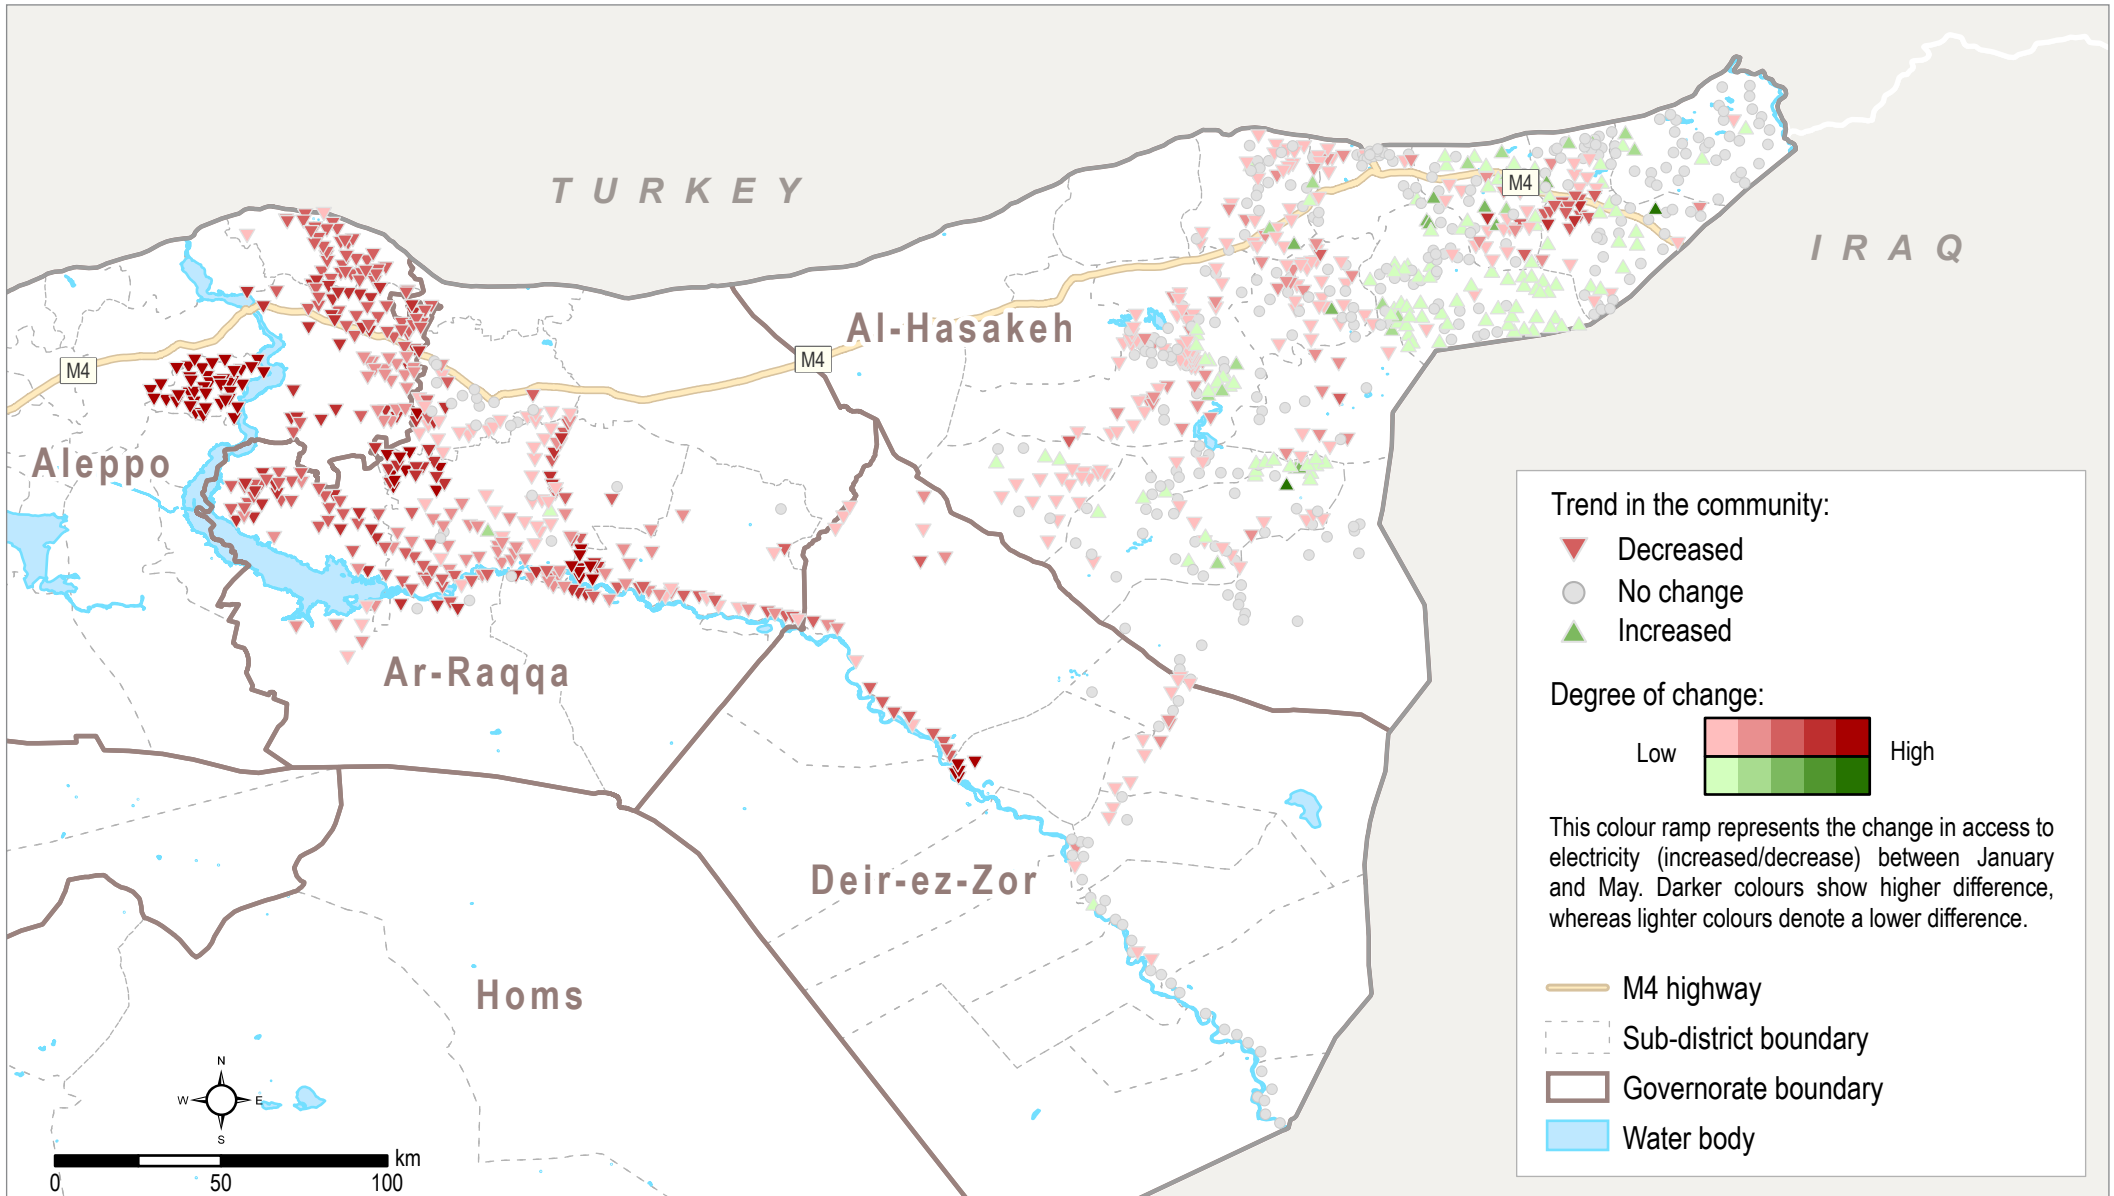 T U R K E Y
I R A Q
M4
Al-Hasakeh
M4
M4
Aleppo
Ar-Raqqa
Deir-ez-Zor
Homs
Trend in the community:
Decreased
No change
Increased
Degree of change:
Low
High
This colour ramp represents the change in access to
electricity (increased/decrease) between January
and May. Darker colours show higher difference,
whereas lighter colours denote a lower difference.
M4 highway
Sub-district boundary
Governorate boundary
Water body
N
W E
S
km
0 50 100